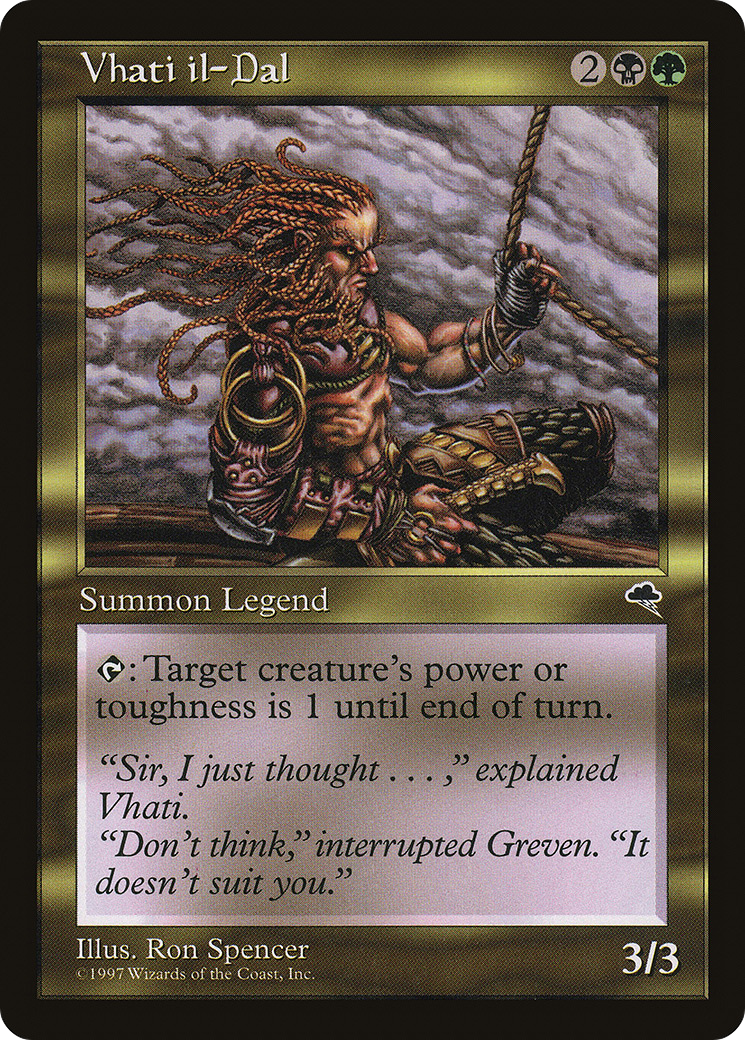 Vhati il-Dal
2
Summon Legend
: Target creature's power or
toughness is 1 until end of turn.
“Sir, I just thought . . . ,” explained
Vhati.
“Don't think,” interrupted Greven. “It
doesn't suit you.”
Illus. Ron Spencer
©1997 Wizards of the Coast, Inc.
3/3